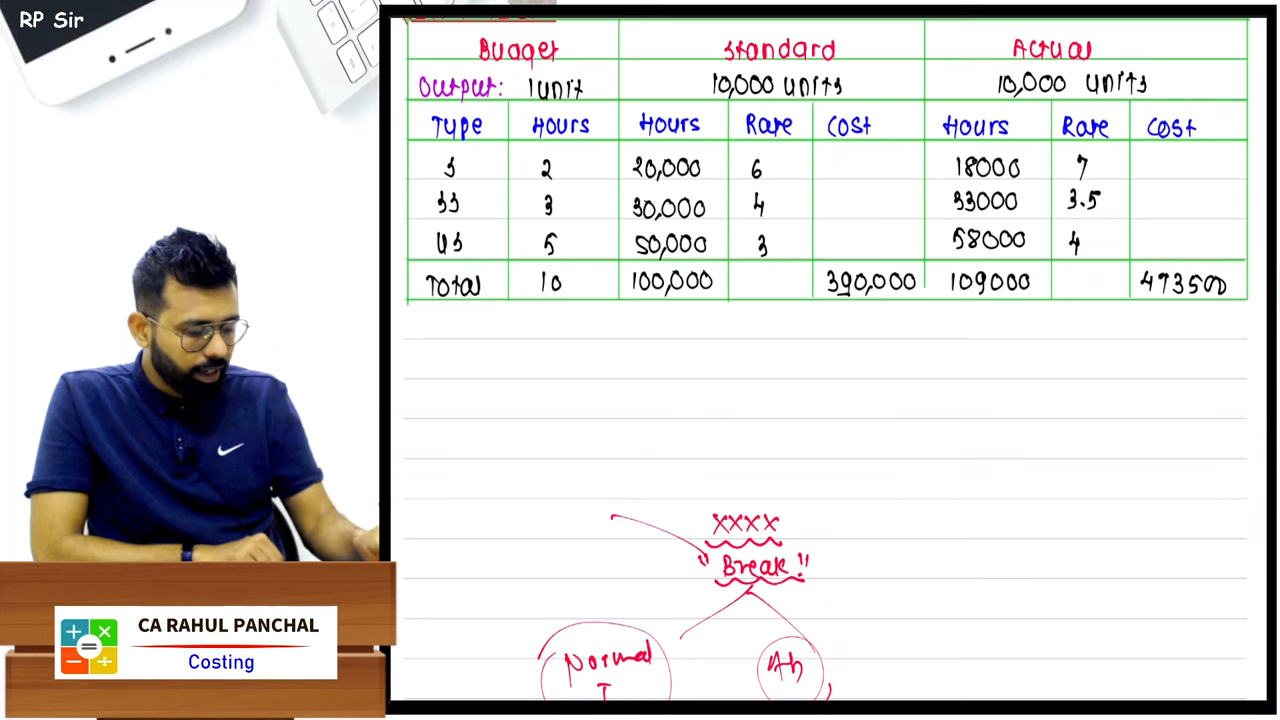 RP Sir
Budget Standard Actual
Output: 1unit 10,000 units 10,000 units
Type Hours Hours Rate Cost Hours Rate Cost
S 2 20,000 6 18000 7
SS 3 30,000 4 33000 3.5
US 5 50,000 3 58000 4
Total 10 100,000 390,000 109000 473500
XXXX
"Break!"
Normal Ab
CA RAHUL PANCHAL
Costing